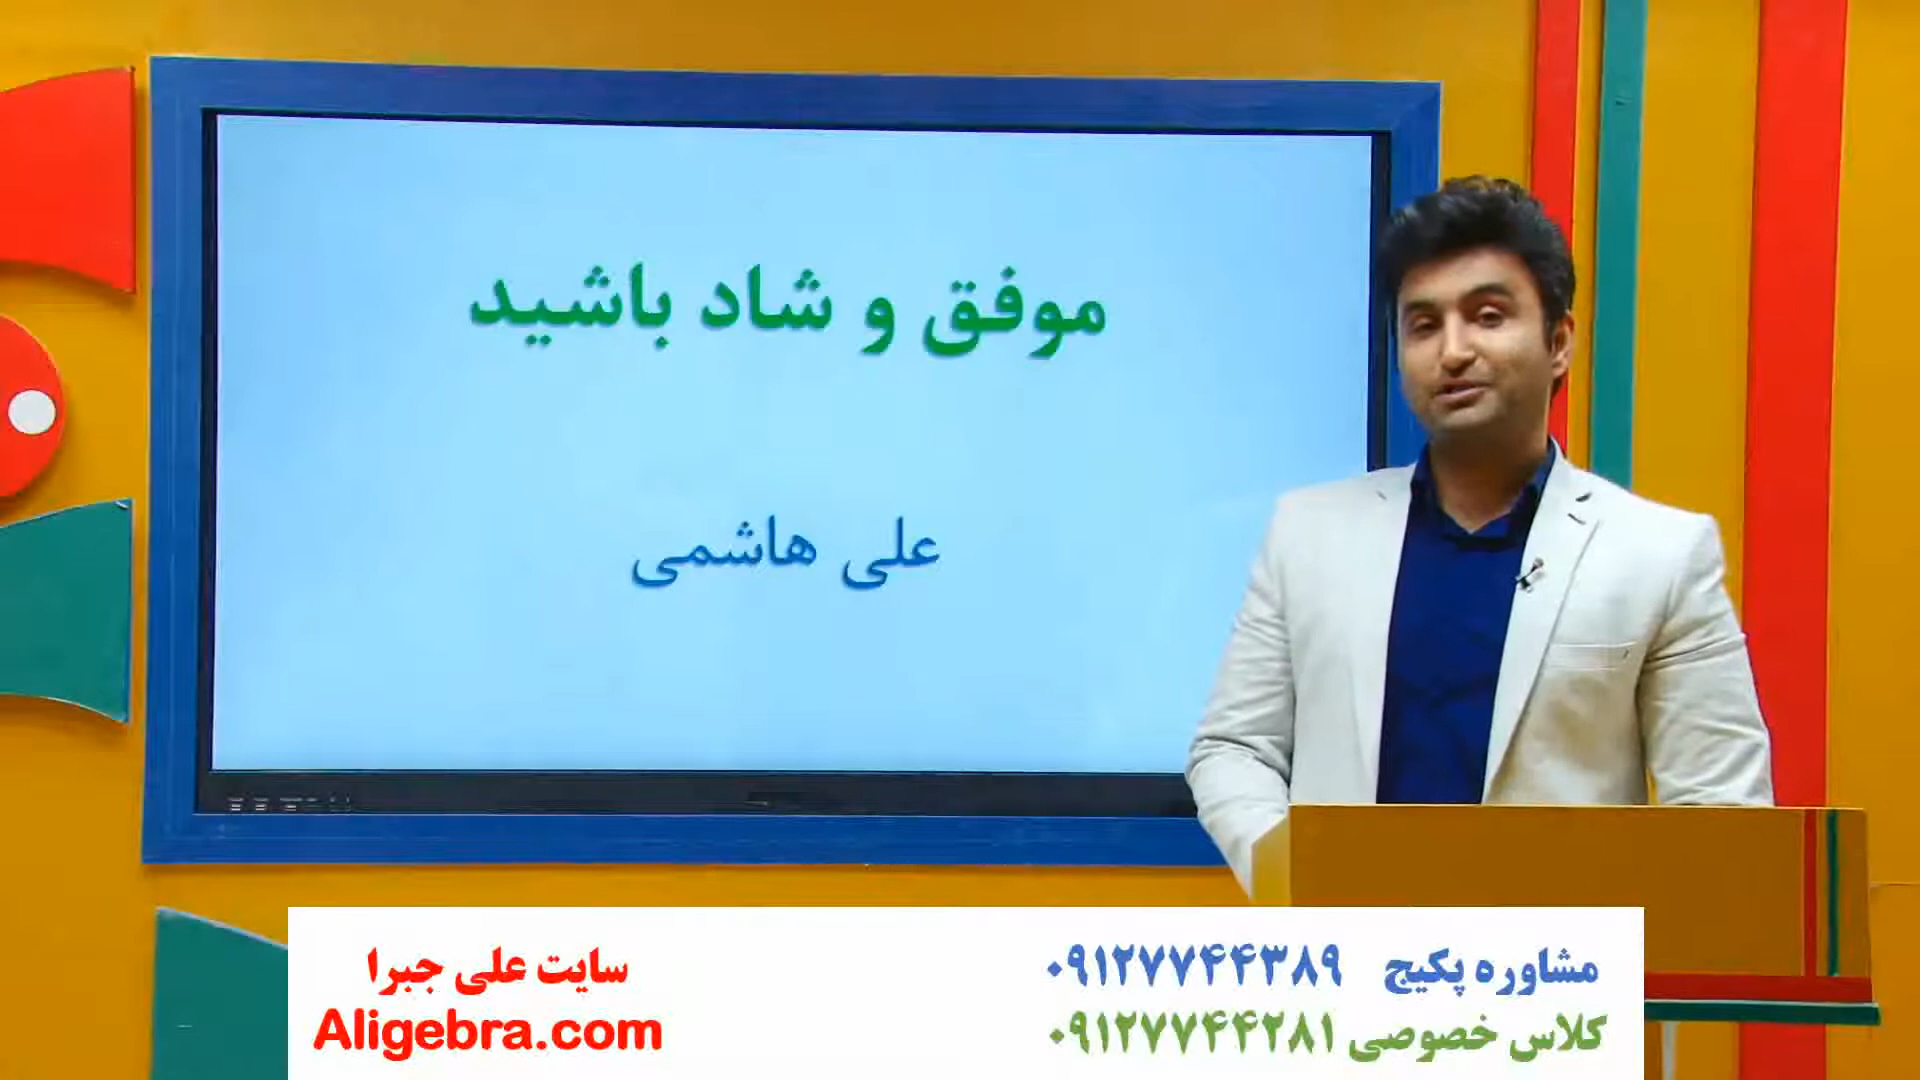 موفق و شاد باشید
علی هاشمی
مشاوره پکیج ۰۹۱۲۷۷۴۴۳۸۹
کلاس خصوصی ۰۹۱۲۷۷۴۴۲۸۱
سایت علی جبرا
Aligebra.com